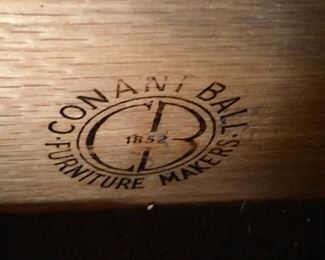 ·CONANT BALL·
CB
1852
FURNITURE MAKERS